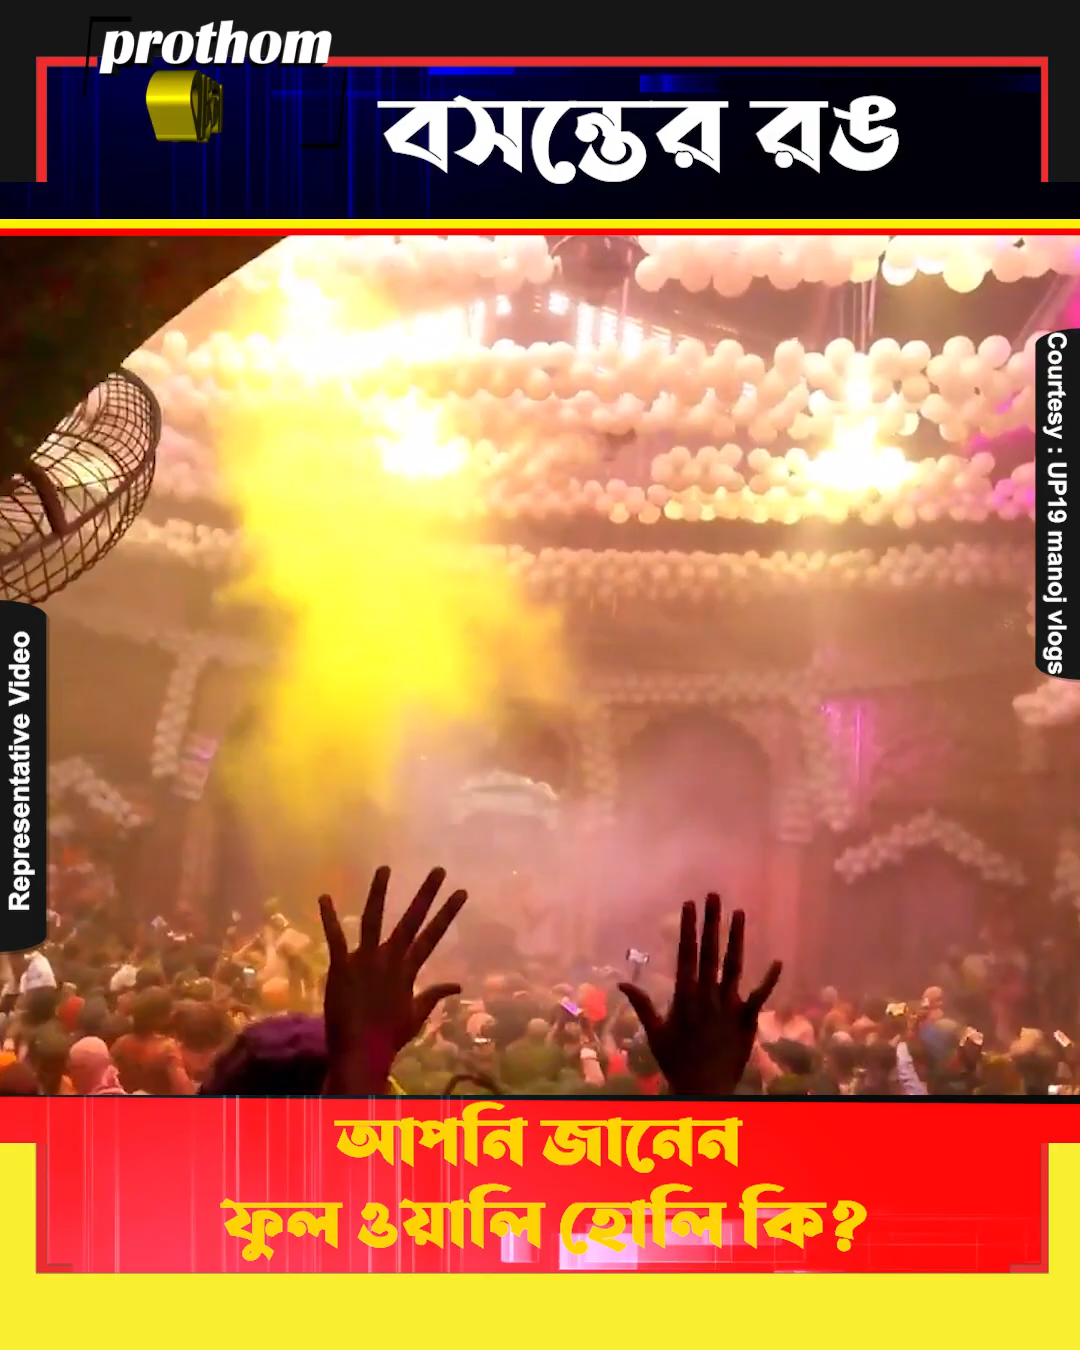 prothom
বসন্তের রঙ
Courtesy : UP19 manoj vlogs
Representative Video
আপনি জানেন
ফুল ওয়ালি হোলি কি?